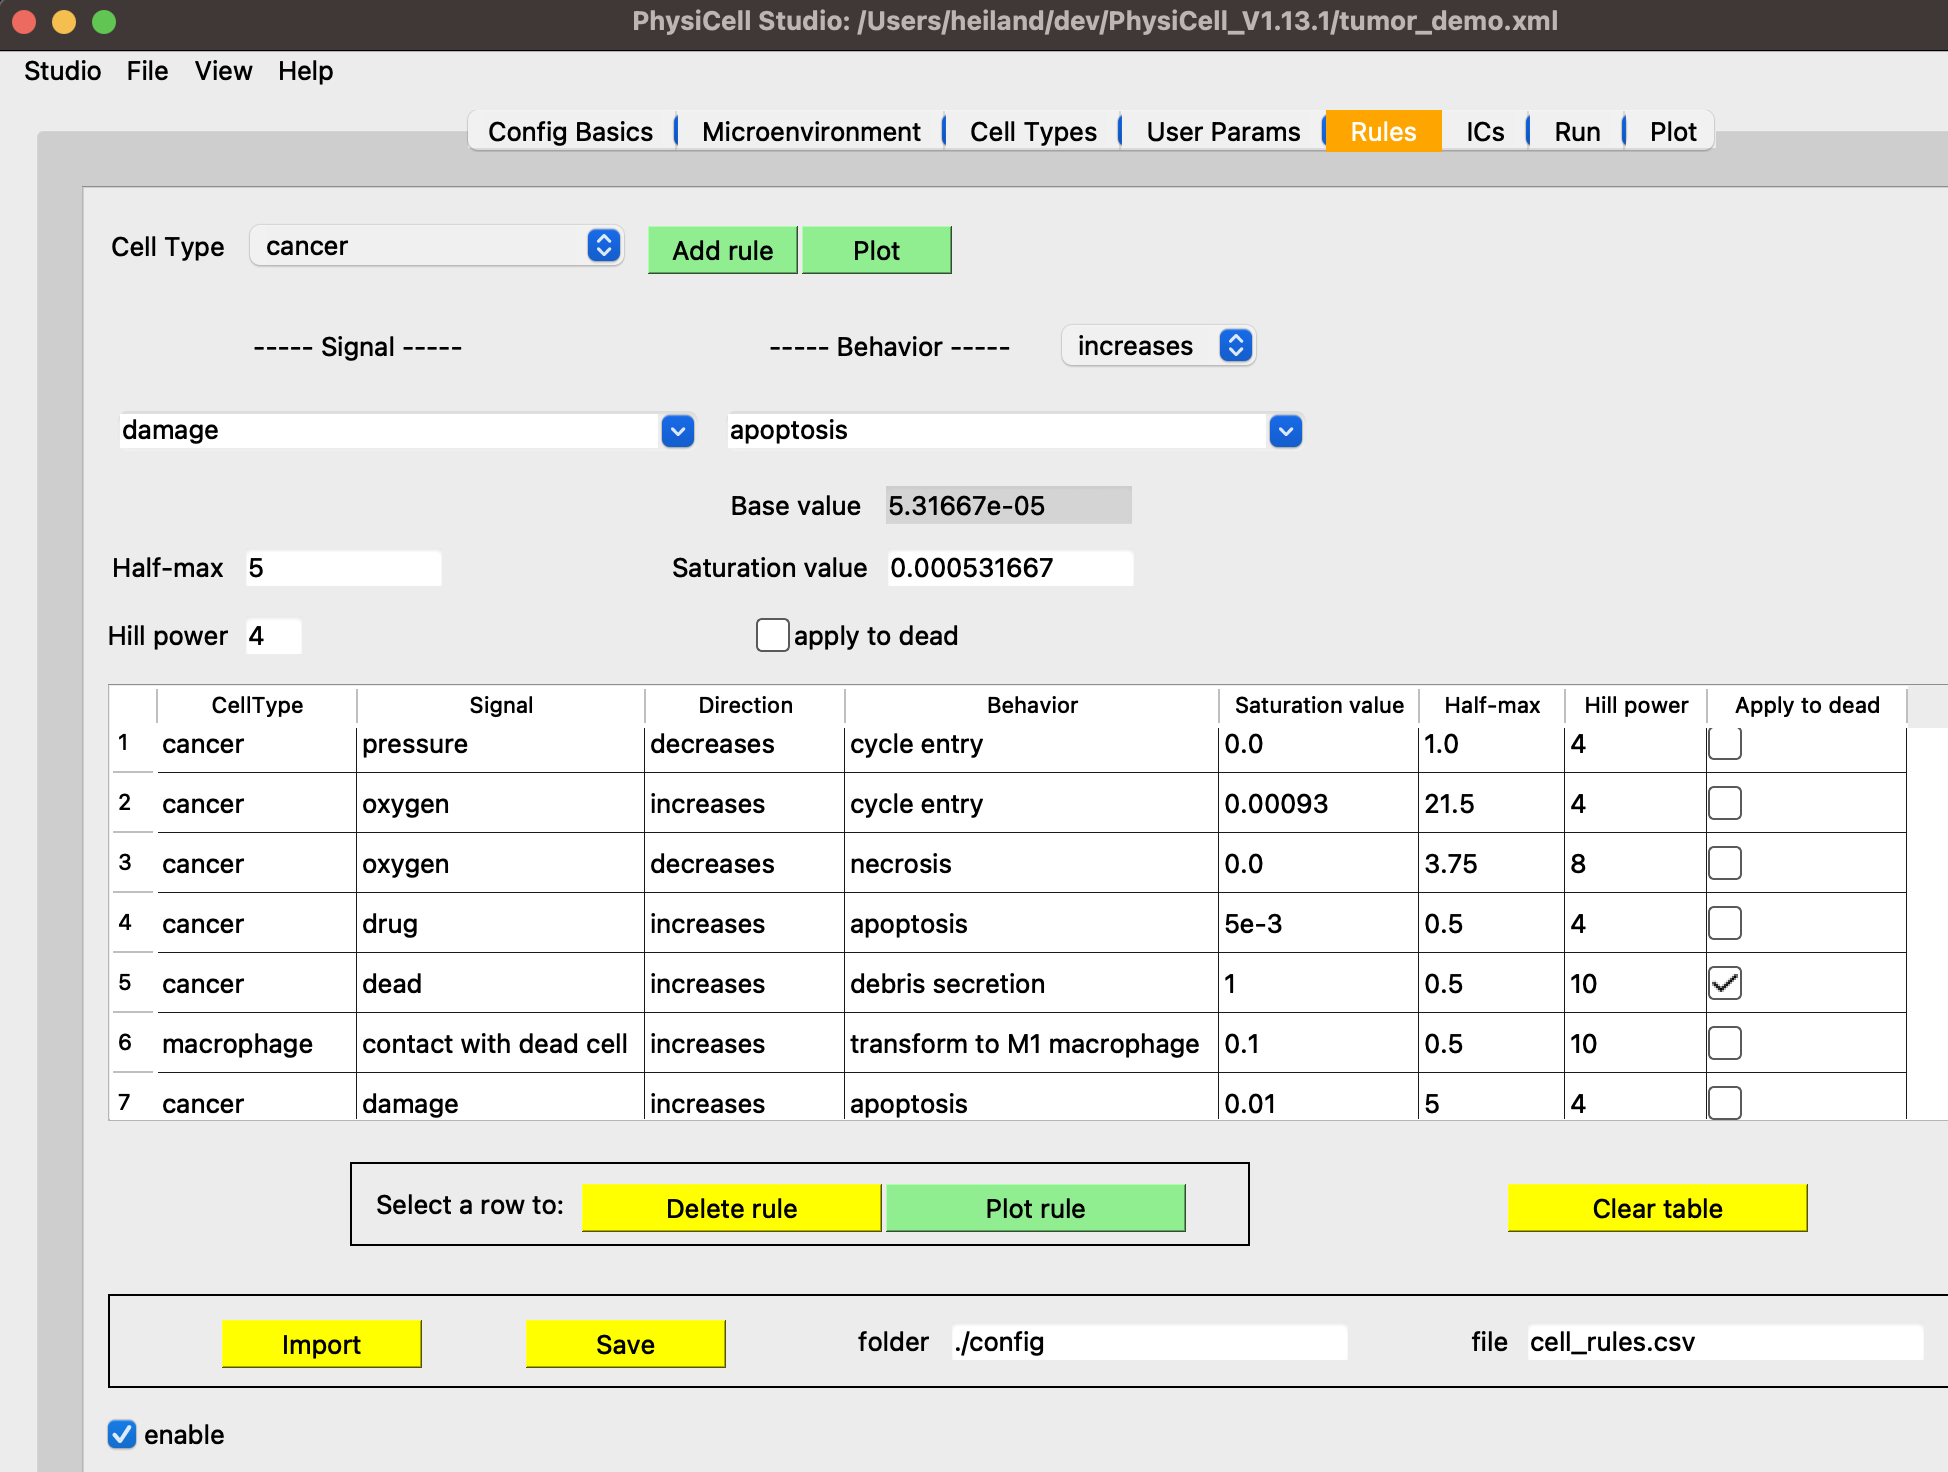 PhysiCell Studio: /Users/heiland/dev/PhysiCell_V1.13.1/tumor_demo.xml
Studio File View Help
Config Basics Microenvironment Cell Types User Params Rules ICs Run Plot
Cell Type cancer Add rule Plot
----- Signal ----- ----- Behavior ----- increases
damage apoptosis
Base value 5.31667e-05
Half-max 5 Saturation value 0.000531667
Hill power 4 apply to dead
CellType Signal Direction Behavior Saturation value Half-max Hill power Apply to dead
1 cancer pressure decreases cycle entry 0.0 1.0 4
2 cancer oxygen increases cycle entry 0.00093 21.5 4
3 cancer oxygen decreases necrosis 0.0 3.75 8
4 cancer drug increases apoptosis 5e-3 0.5 4
5 cancer dead increases debris secretion 1 0.5 10
6 macrophage contact with dead cell increases transform to M1 macrophage 0.1 0.5 10
7 cancer damage increases apoptosis 0.01 5 4
Select a row to: Delete rule Plot rule Clear table
Import Save folder ./config file cell_rules.csv
enable